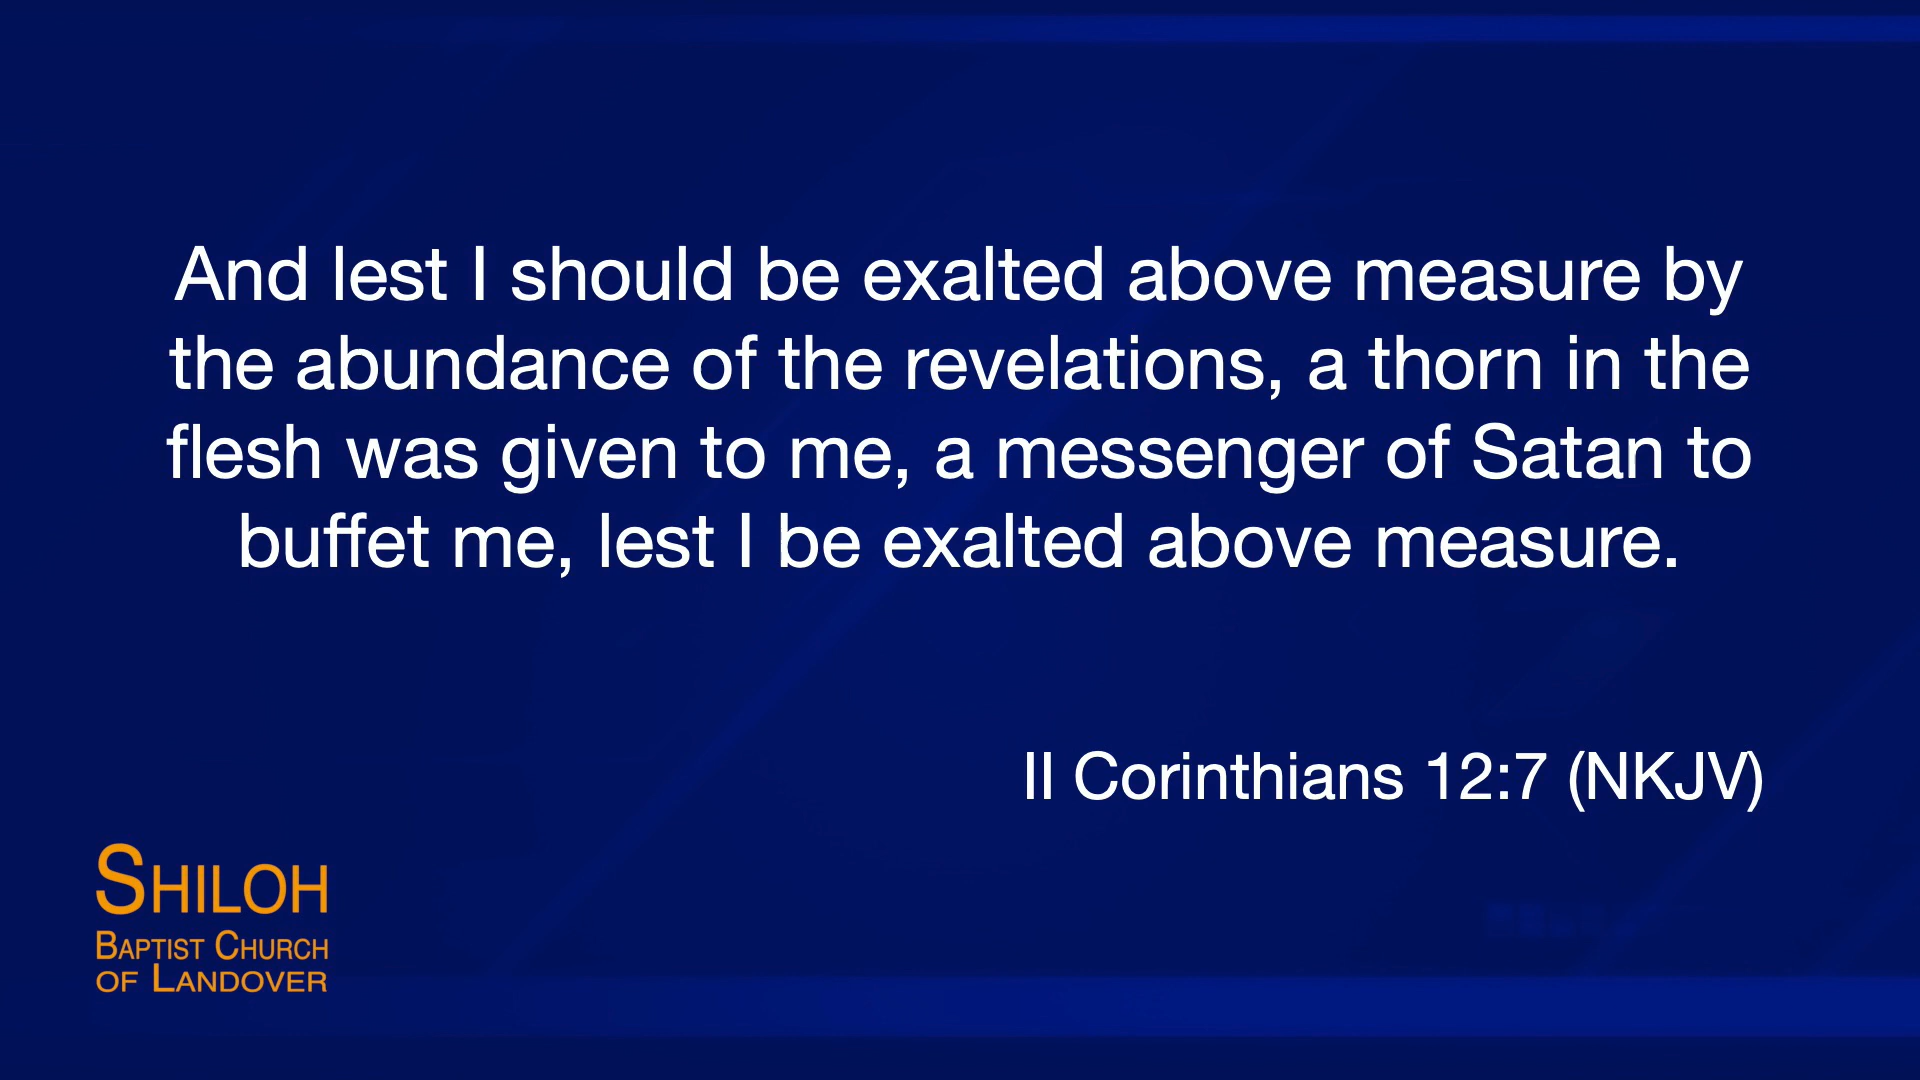 And lest I should be exalted above measure by
the abundance of the revelations, a thorn in the
flesh was given to me, a messenger of Satan to
buffet me, lest I be exalted above measure.
II Corinthians 12:7 (NKJV)
SHILOH
BAPTIST CHURCH
OF LANDOVER